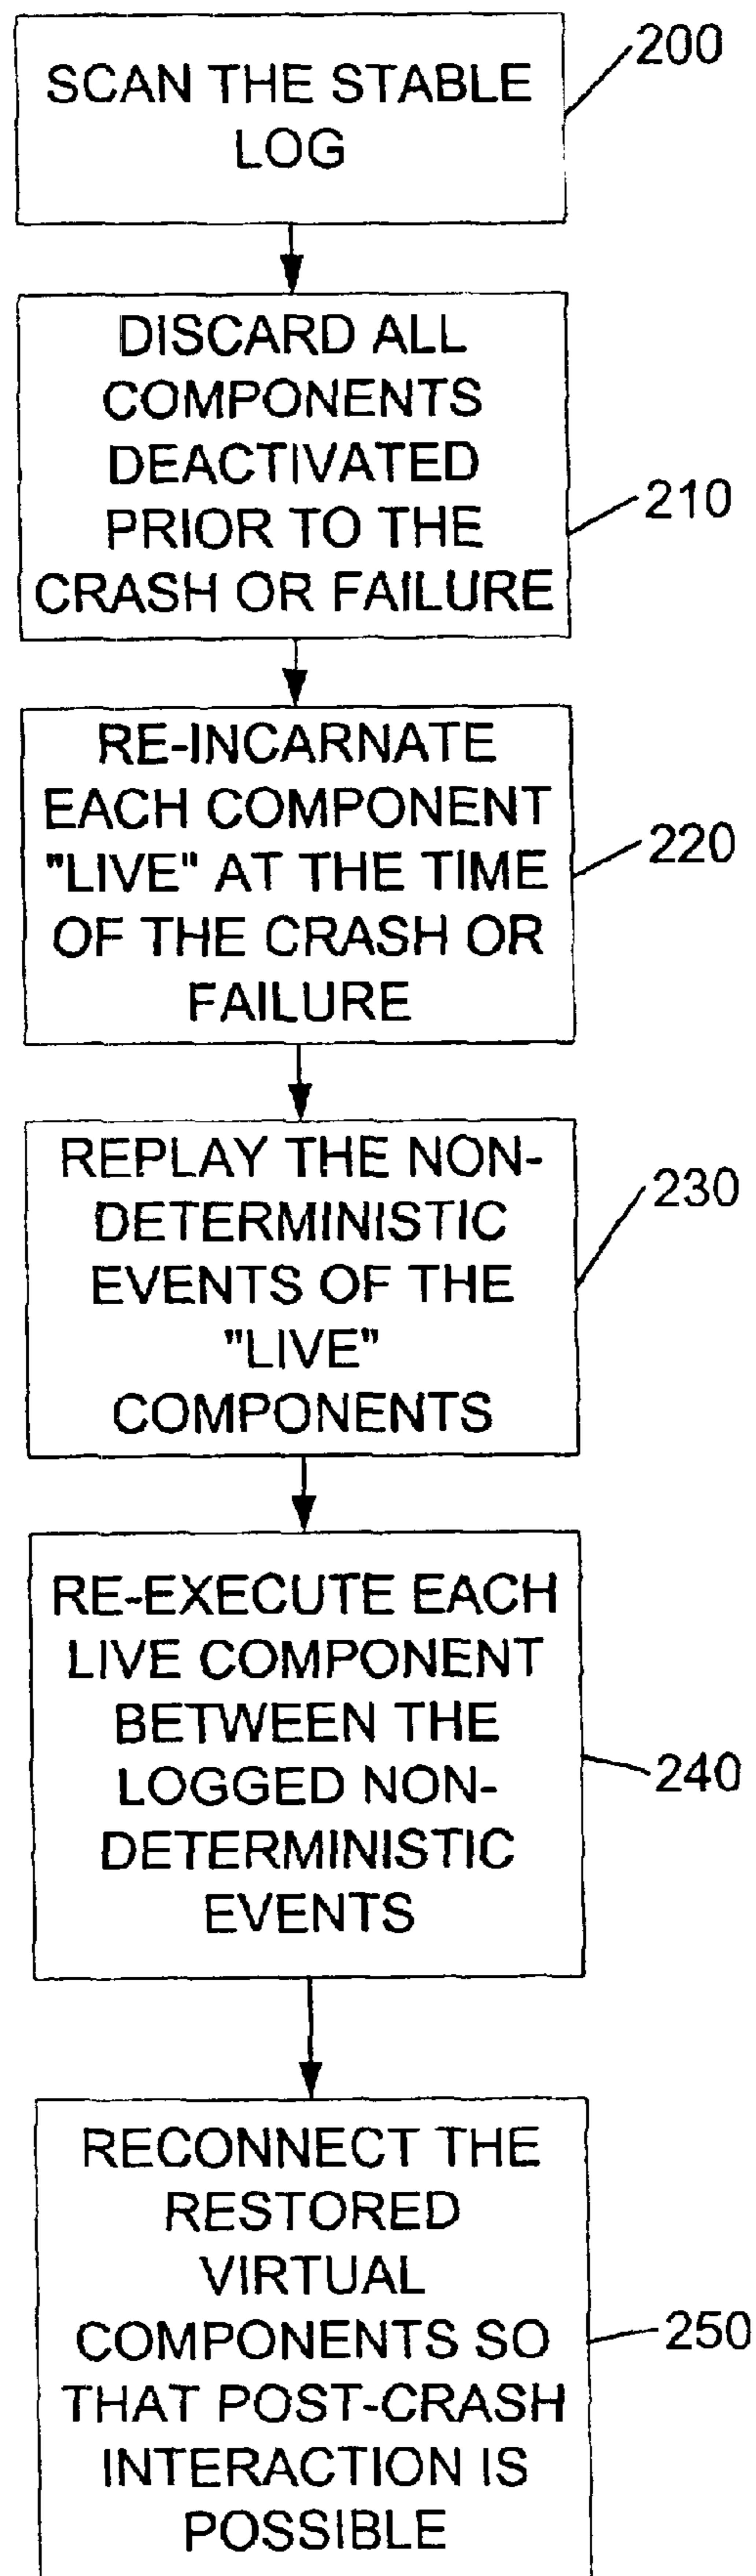 SCAN THE STABLE
LOG
200
DISCARD ALL
COMPONENTS
DEACTIVATED
PRIOR TO THE
CRASH OR FAILURE
210
RE-INCARNATE
EACH COMPONENT
"LIVE" AT THE TIME
OF THE CRASH OR
FAILURE
220
REPLAY THE NON-
DETERMINISTIC
EVENTS OF THE
"LIVE"
COMPONENTS
230
RE-EXECUTE EACH
LIVE COMPONENT
BETWEEN THE
LOGGED NON-
DETERMINISTIC
EVENTS
240
RECONNECT THE
RESTORED
VIRTUAL
COMPONENTS SO
THAT POST-CRASH
INTERACTION IS
POSSIBLE
250